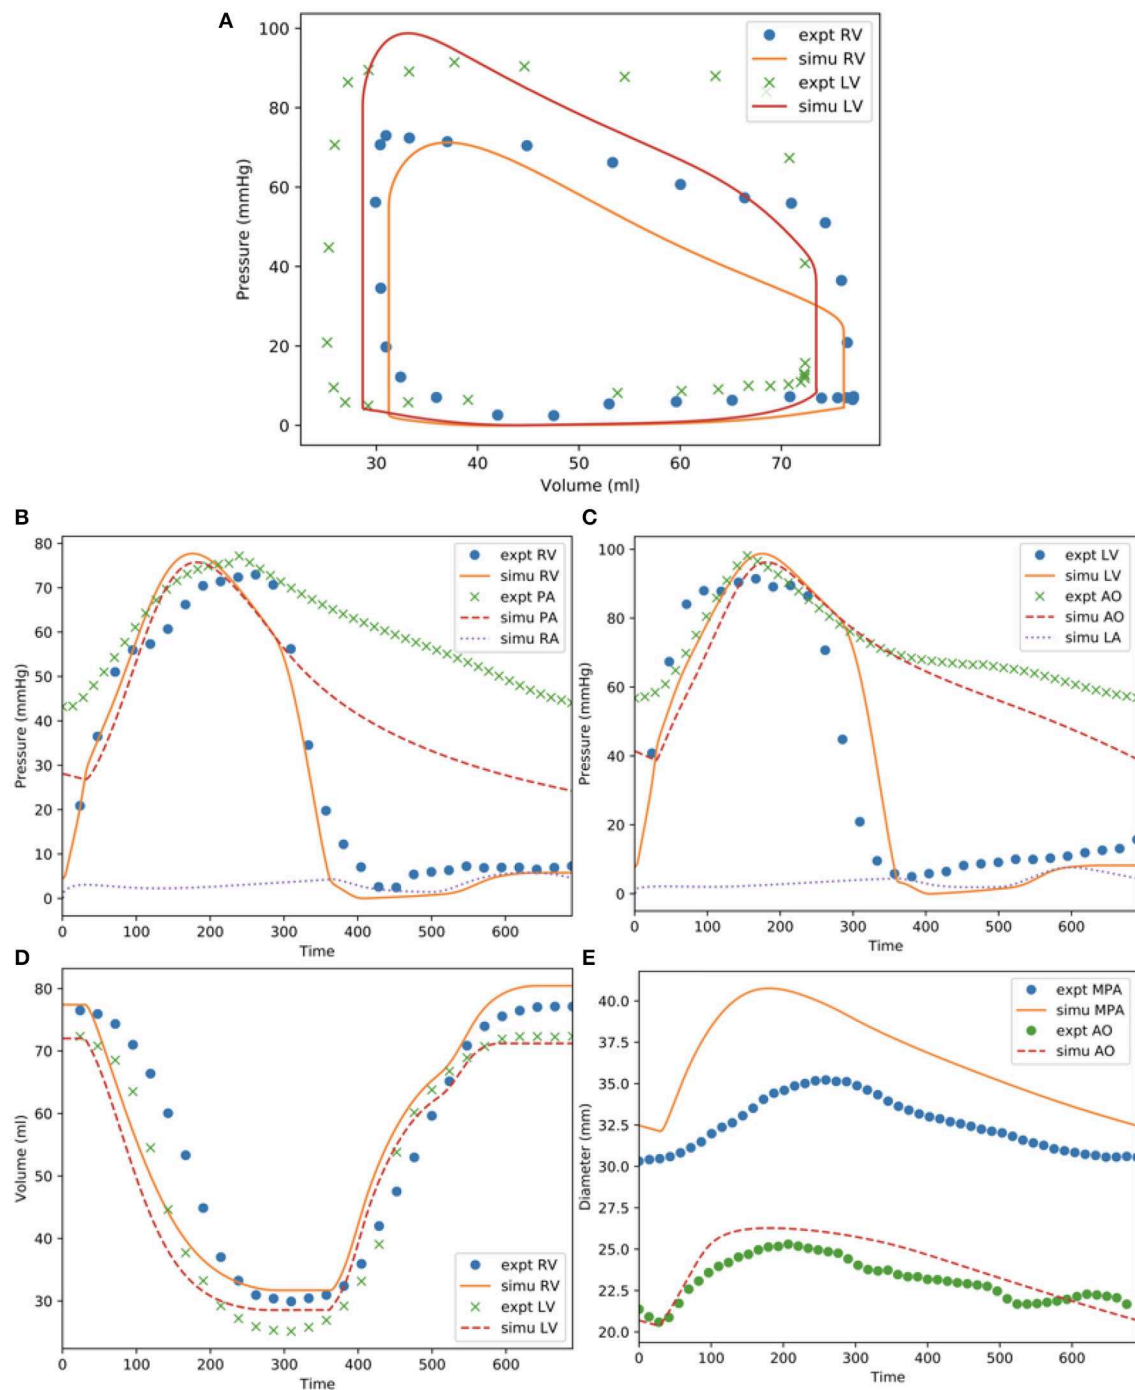 A
100
80
60
40
20
0
Pressure (mmHg)
30
40
50
60
70
Volume (ml)
expt RV
simu RV
expt LV
simu LV
B
80
70
60
50
40
30
20
10
0
Pressure (mmHg)
0
100
200
300
400
500
600
Time
expt RV
simu RV
expt PA
simu PA
simu RA
C
100
80
60
40
20
0
Pressure (mmHg)
0
100
200
300
400
500
600
Time
expt LV
simu LV
expt AO
simu AO
simu LA
D
80
70
60
50
40
30
Volume (ml)
0
100
200
300
400
500
600
Time
expt RV
simu RV
expt LV
simu LV
E
40.0
37.5
35.0
32.5
30.0
27.5
25.0
22.5
20.0
Diameter (mm)
0
100
200
300
400
500
600
Time
expt MPA
simu MPA
expt AO
simu AO